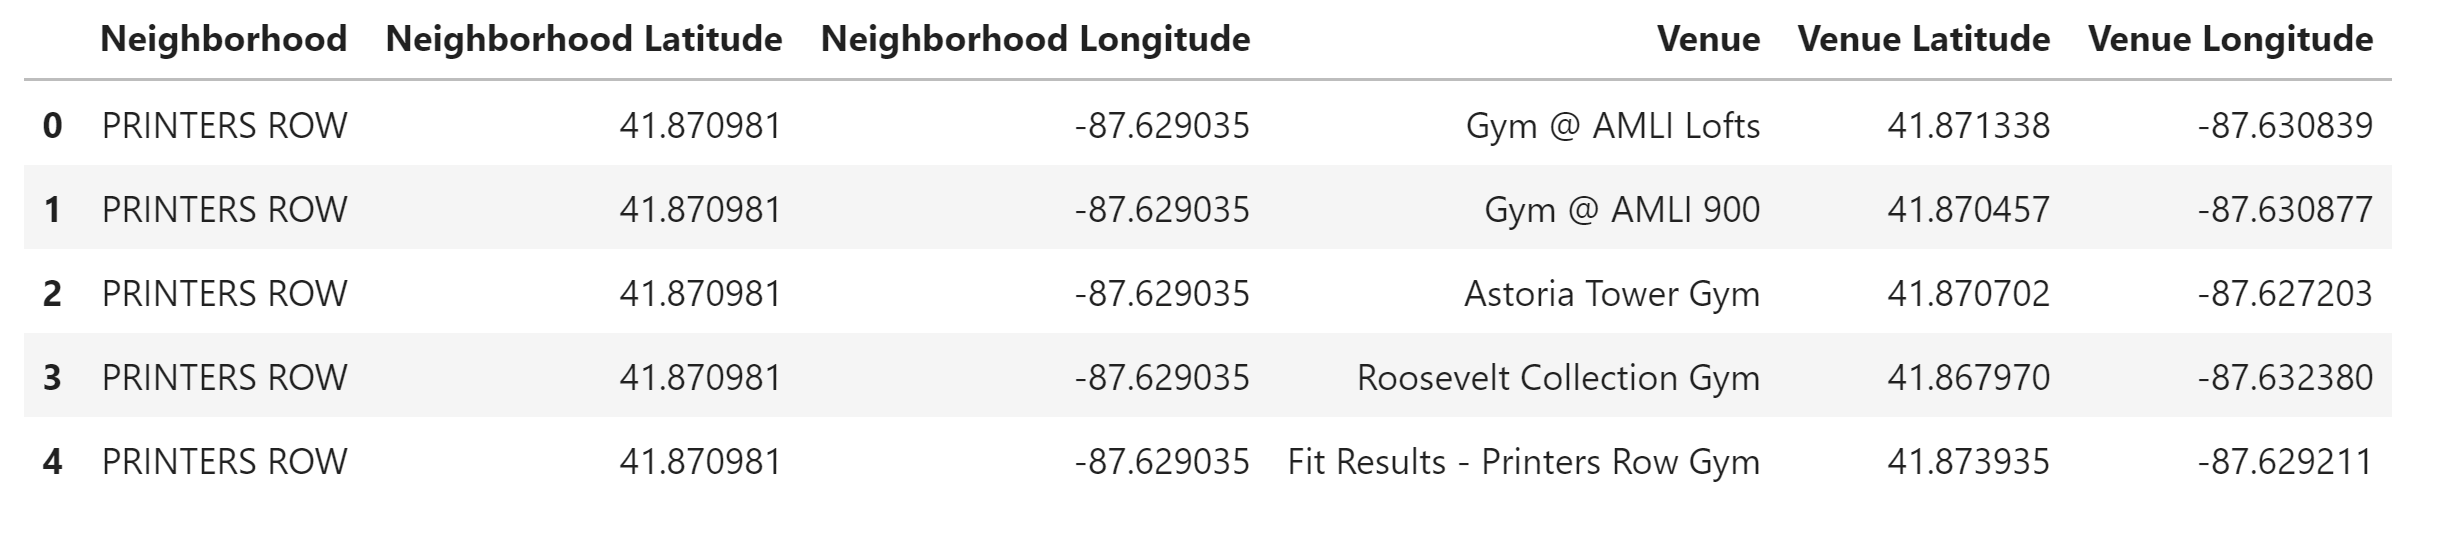 Neighborhood Neighborhood Latitude Neighborhood Longitude Venue Venue Latitude Venue Longitude
0 PRINTERS ROW 41.870981 -87.629035 Gym @ AMLI Lofts 41.871338 -87.630839
1 PRINTERS ROW 41.870981 -87.629035 Gym @ AMLI 900 41.870457 -87.630877
2 PRINTERS ROW 41.870981 -87.629035 Astoria Tower Gym 41.870702 -87.627203
3 PRINTERS ROW 41.870981 -87.629035 Roosevelt Collection Gym 41.867970 -87.632380
4 PRINTERS ROW 41.870981 -87.629035 Fit Results - Printers Row Gym 41.873935 -87.629211